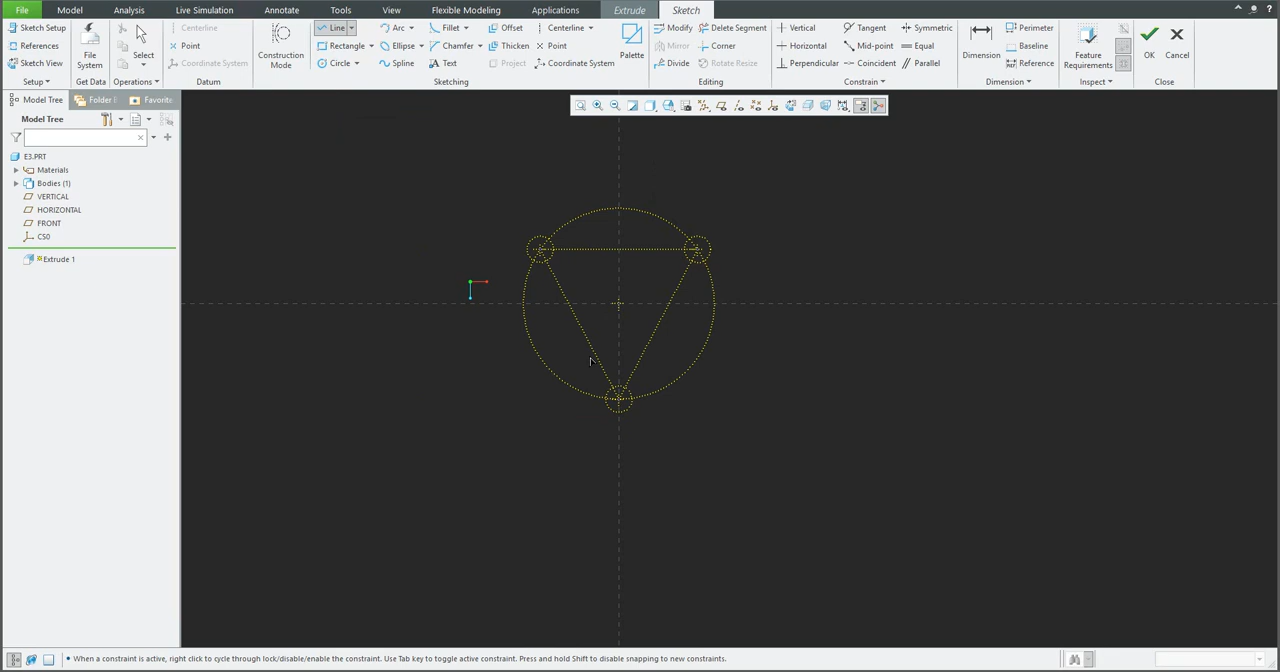 File Model Analysis Live Simulation Annotate Tools View Flexible Modeling Applications Extrude Sketch
Sketch Setup Centerline Line Arc Fillet Offset Centerline Modify Delete Segment Vertical Tangent Symmetric Perimeter
References Point Rectangle Ellipse Chamfer Thicken Point Mirror Corner Horizontal Mid-point Equal Baseline
Sketch View File System Select Coordinate System Construction Mode Circle Spline Text Project Coordinate System Palette Divide Rotate Resize Perpendicular Coincident Parallel Dimension Reference Feature Requirements OK Cancel
Setup Get Data Operations Datum Sketching Editing Constrain Dimension Inspect Close
Model Tree Folder Favorite
Model Tree
E3.PRT
Materials
Bodies (1)
VERTICAL
HORIZONTAL
FRONT
CS0
Extrude 1
• When a constraint is active, right click to cycle through lock/disable/enable the constraint. Use Tab key to toggle active constraint. Press and hold Shift to disable snapping to new constraints.